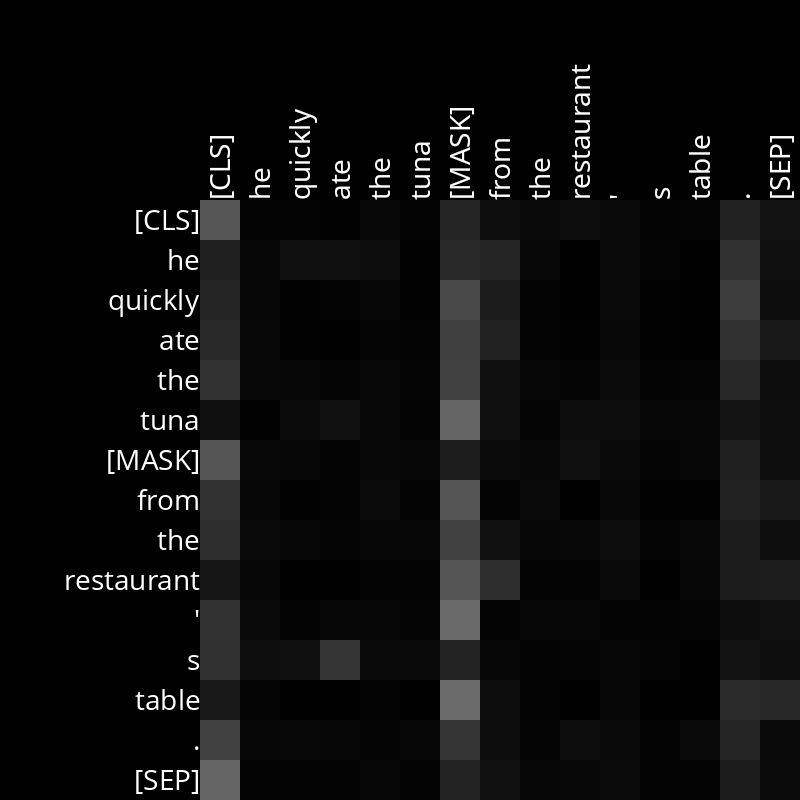 [CLS] he quickly ate the tuna [MASK] from the restaurant ' s table . [SEP]
[CLS]
he
quickly
ate
the
tuna
[MASK]
from
the
restaurant
'
s
table
.
[SEP]